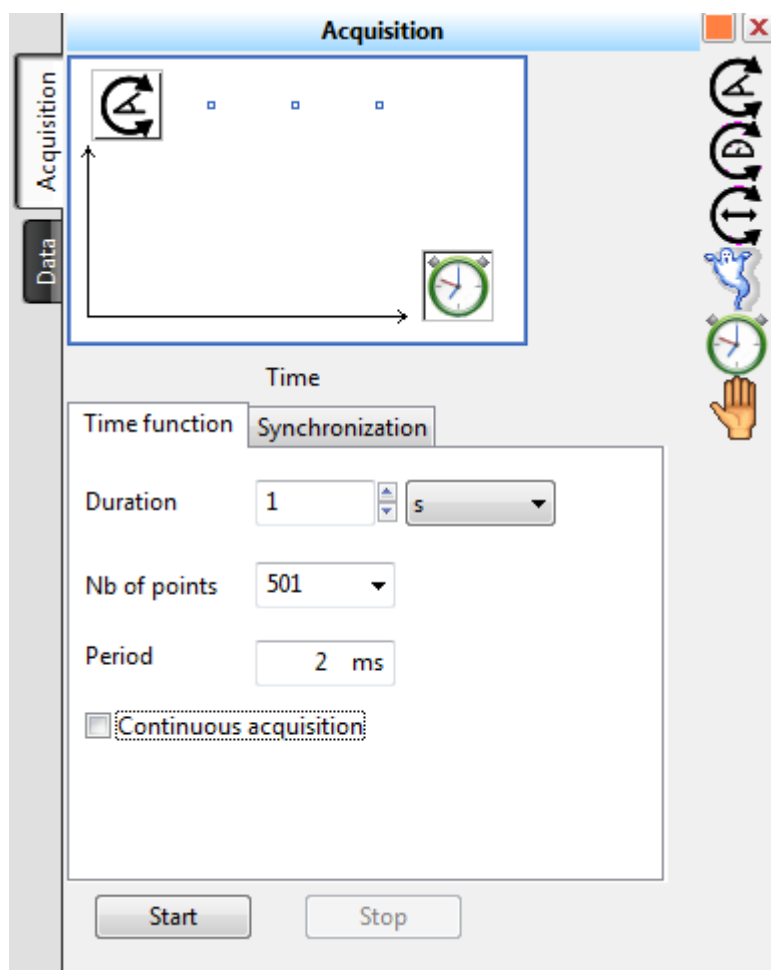 Acquisition
Acquisition
Data
Time
Time function Synchronization
Duration 1 s
Nb of points 501
Period 2 ms
Continuous acquisition
Start Stop